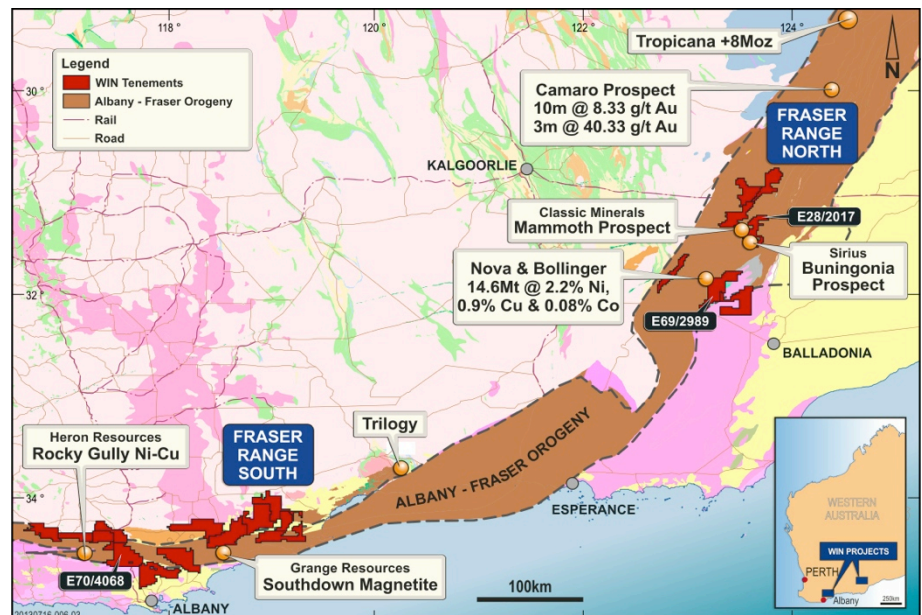 118 °
120 °
124 °
30 °
32 °
34 °
Legend
WIN Tenements
Albany - Fraser Orogeny
Rail
Road
Tropicana +8Moz
N
Camaro Prospect
10m @ 8.33 g/t Au
3m @ 40.33 g/t Au
FRASER
RANGE
NORTH
KALGOORLIE
E28/2017
Classic Minerals
Mammoth Prospect
Sirius
Buningonia
Prospect
Nova & Bollinger
14.6Mt @ 2.2% Ni,
0.9% Cu & 0.08% Co
E69/2989
BALLADONIA
Trilogy
Heron Resources
Rocky Gully Ni-Cu
FRASER
RANGE
SOUTH
ALBANY - FRASER OROGENY
ESPERANCE
E70/4068
Grange Resources
Southdown Magnetite
ALBANY
100km
20130716.006.03
WESTERN
AUSTRALIA
WIN PROJECTS
PERTH
Albany
250km